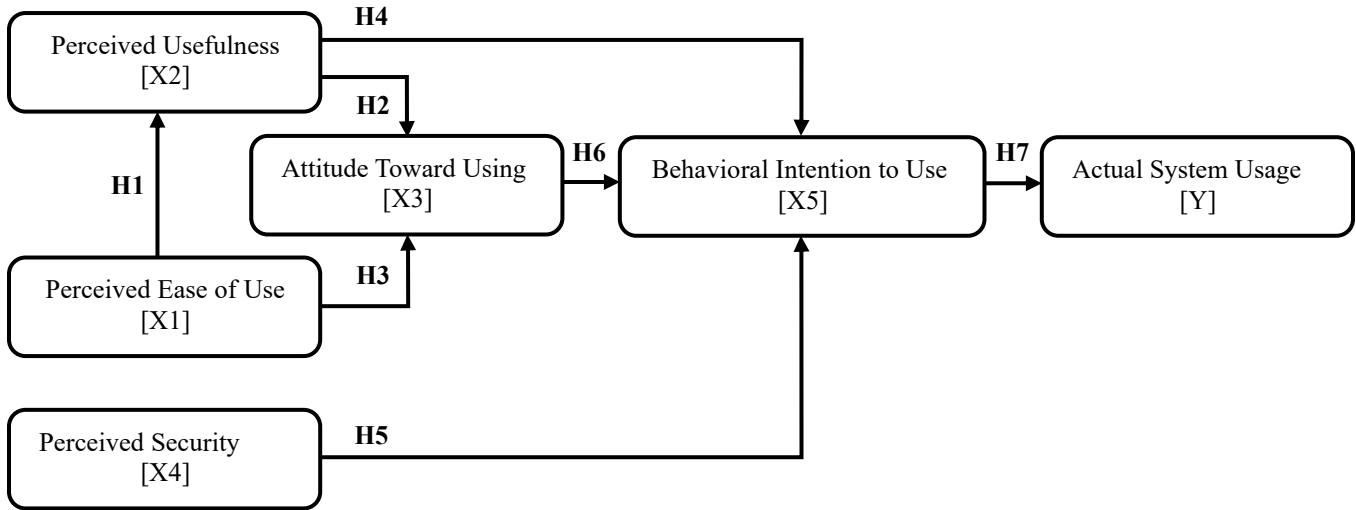 H4
Perceived Usefulness
[X2]
H2
Attitude Toward Using
[X3]
H6
Behavioral Intention to Use
[X5]
H7
Actual System Usage
[Y]
H1
H3
Perceived Ease of Use
[X1]
Perceived Security
[X4]
H5